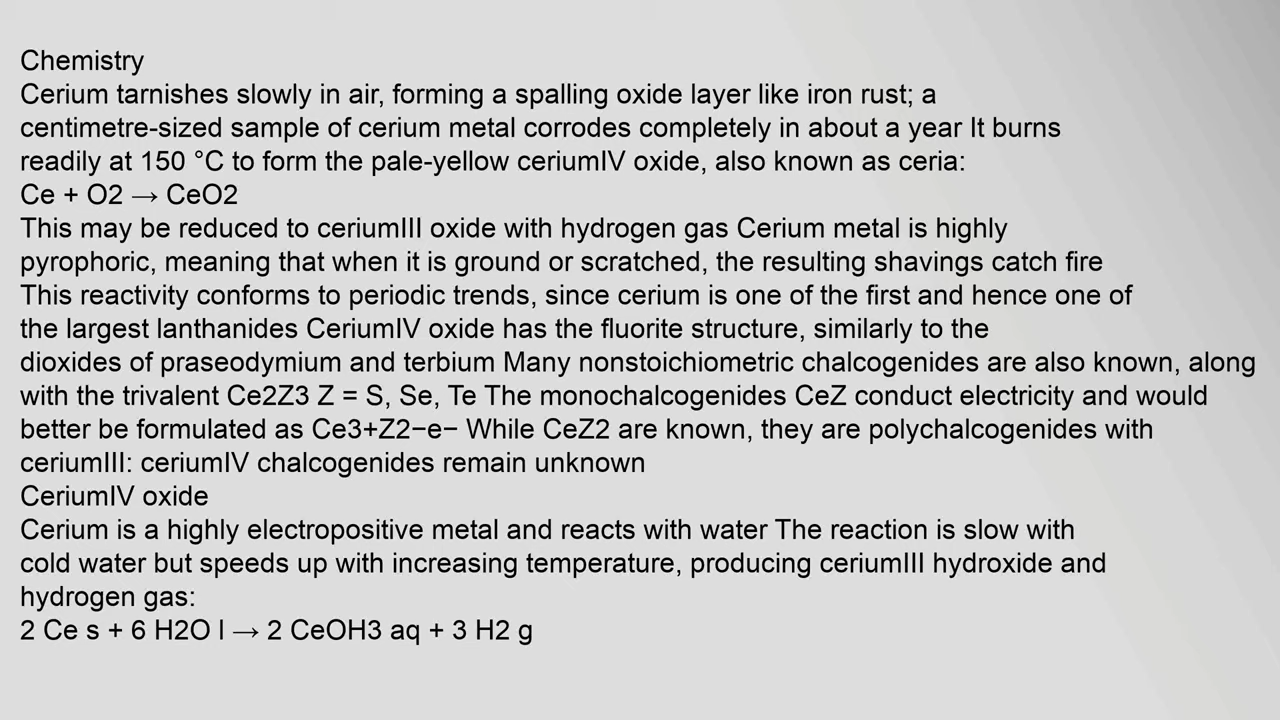 Chemistry
Cerium tarnishes slowly in air, forming a spalling oxide layer like iron rust; a
centimetre-sized sample of cerium metal corrodes completely in about a year It burns
readily at 150 °C to form the pale-yellow ceriumIV oxide, also known as ceria:
Ce + O2 → CeO2
This may be reduced to ceriumIII oxide with hydrogen gas Cerium metal is highly
pyrophoric, meaning that when it is ground or scratched, the resulting shavings catch fire
This reactivity conforms to periodic trends, since cerium is one of the first and hence one of
the largest lanthanides CeriumIV oxide has the fluorite structure, similarly to the
dioxides of praseodymium and terbium Many nonstoichiometric chalcogenides are also known, along
with the trivalent Ce2Z3 Z = S, Se, Te The monochalcogenides CeZ conduct electricity and would
better be formulated as Ce3+Z2−e− While CeZ2 are known, they are polychalcogenides with
ceriumIII: ceriumIV chalcogenides remain unknown
CeriumIV oxide
Cerium is a highly electropositive metal and reacts with water The reaction is slow with
cold water but speeds up with increasing temperature, producing ceriumIII hydroxide and
hydrogen gas:
2 Ce s + 6 H2O l → 2 CeOH3 aq + 3 H2 g